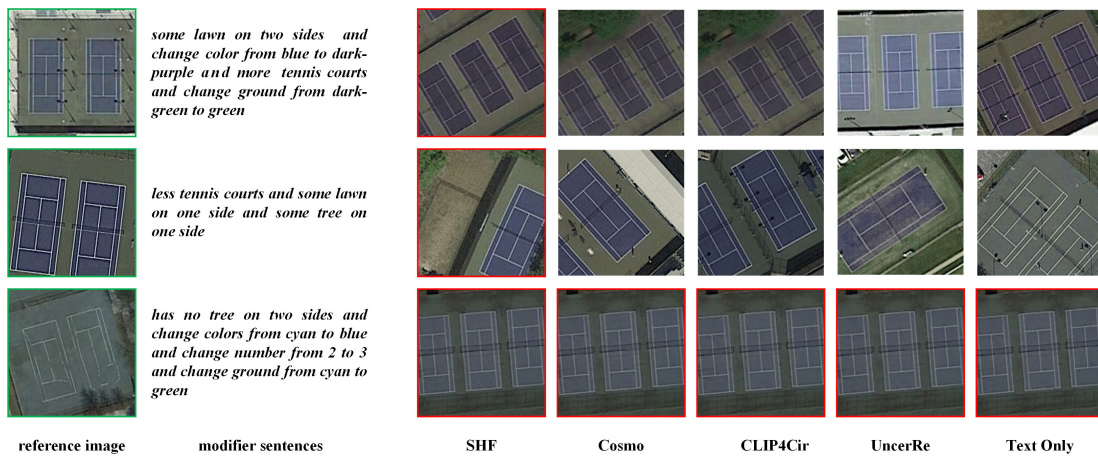 some lawn on two sides and
change color from blue to dark-
purple and more tennis courts
and change ground from dark-
green to green
less tennis courts and some lawn
on one side and some tree on
one side
has no tree on two sides and
change colors from cyan to blue
and change number from 2 to 3
and change ground from cyan to
green
reference image modifier sentences SHF Cosmo CLIP4Cir UncerRe Text Only